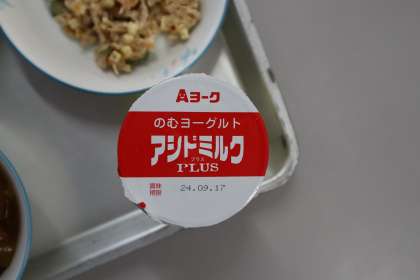 Aヨーク
のむヨーグルト
アシドミルク
プラス
PLUS
賞味
期限
24.09.17